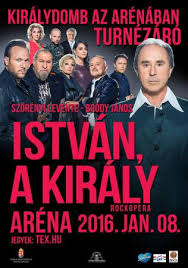 KIRÁLYDOMB AZ ARÉNÁBAN
TURNÉZÁRÓ
SZÖRÉNYI LEVENTE - BRÓDY JÁNOS
ISTVÁN,
A KIRÁLY
ROCKOPERA
ARÉNA 2016. JAN. 08.
JEGYEK: TEX.HU